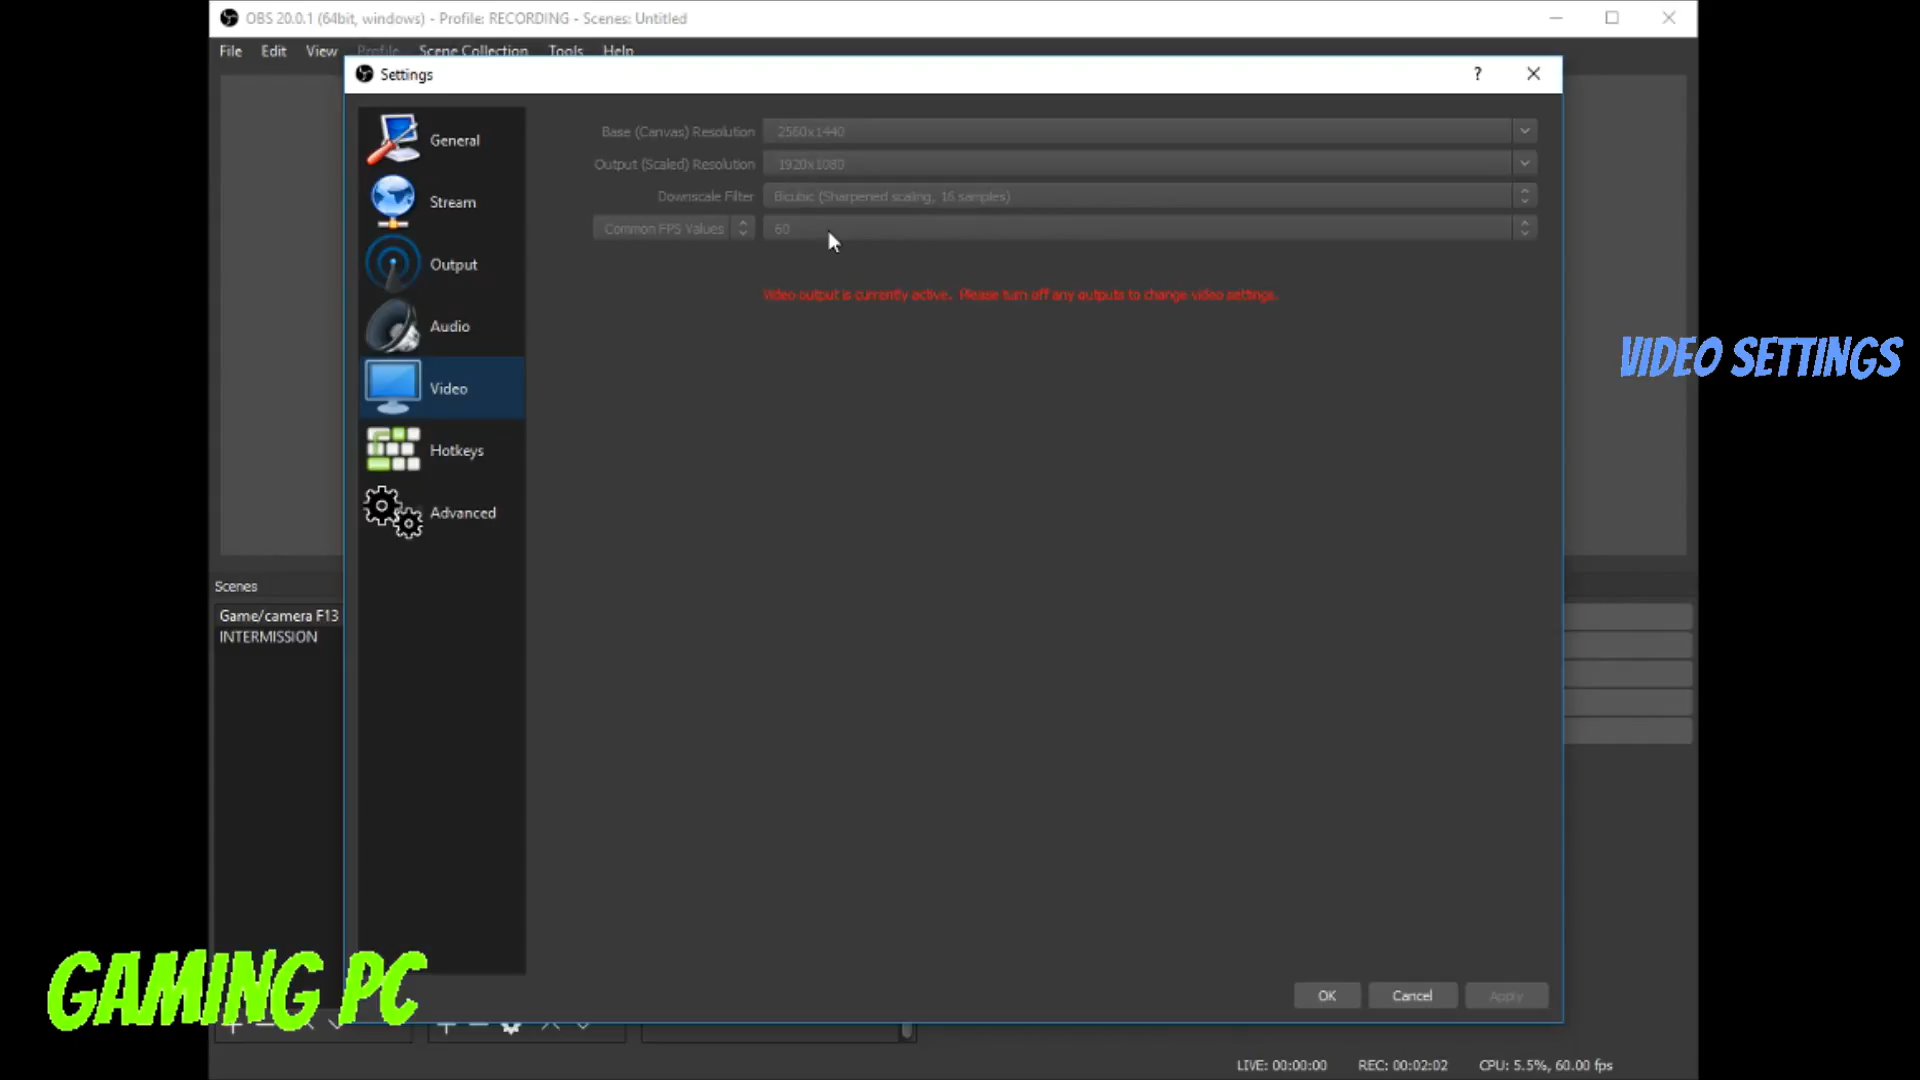 OBS 20.0.1 (64bit, windows) - Profile: RECORDING - Scenes: Untitled
File Edit View Profile Scene Collection Tools Help
Settings
?
General
Stream
Output
Audio
Video
Hotkeys
Advanced
Base (Canvas) Resolution 2560x1440
Output (Scaled) Resolution 1920x1080
Downscale Filter Bicubic (Sharpened scaling, 16 samples)
Common FPS Values 60
Video output is currently active. Please turn off any outputs to change video settings.
VIDEO SETTINGS
Scenes
Game/camera F13
INTERMISSION
GAMING PC
OK Cancel Apply
LIVE: 00:00:00 REC: 00:02:02 CPU: 5.5%, 60.00 fps